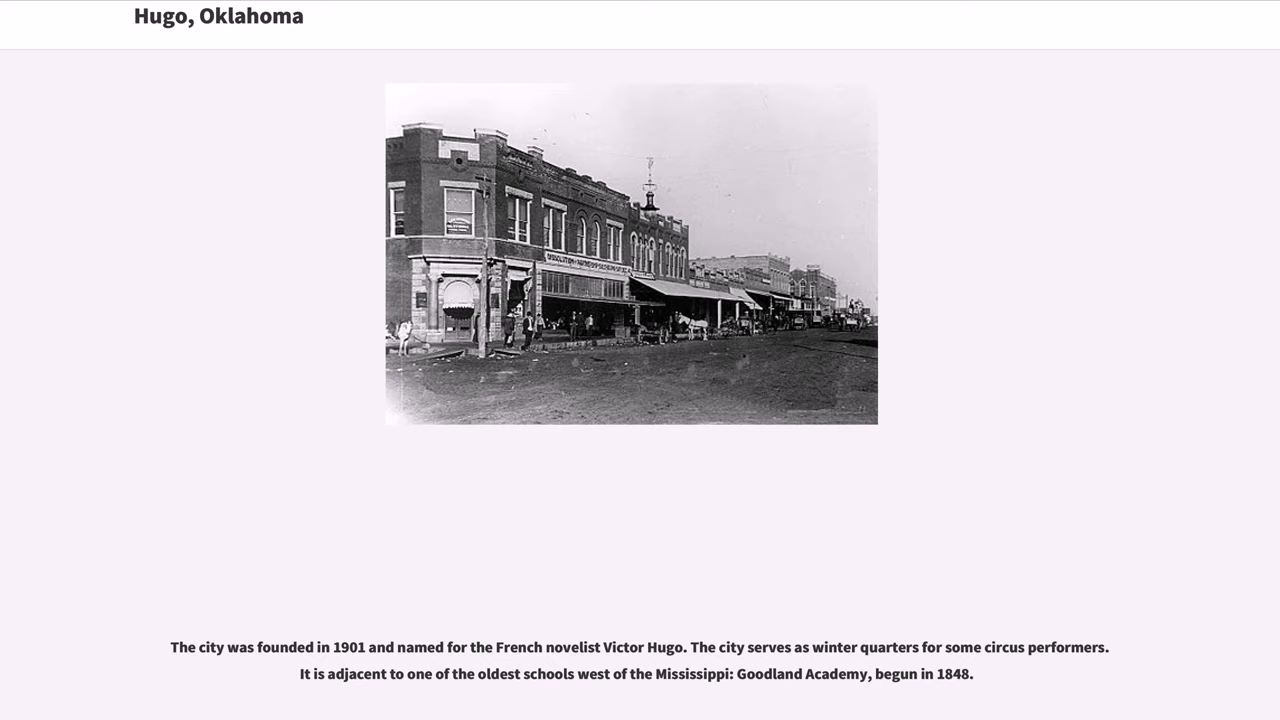 Hugo, Oklahoma
The city was founded in 1901 and named for the French novelist Victor Hugo. The city serves as winter quarters for some circus performers.
It is adjacent to one of the oldest schools west of the Mississippi: Goodland Academy, begun in 1848.